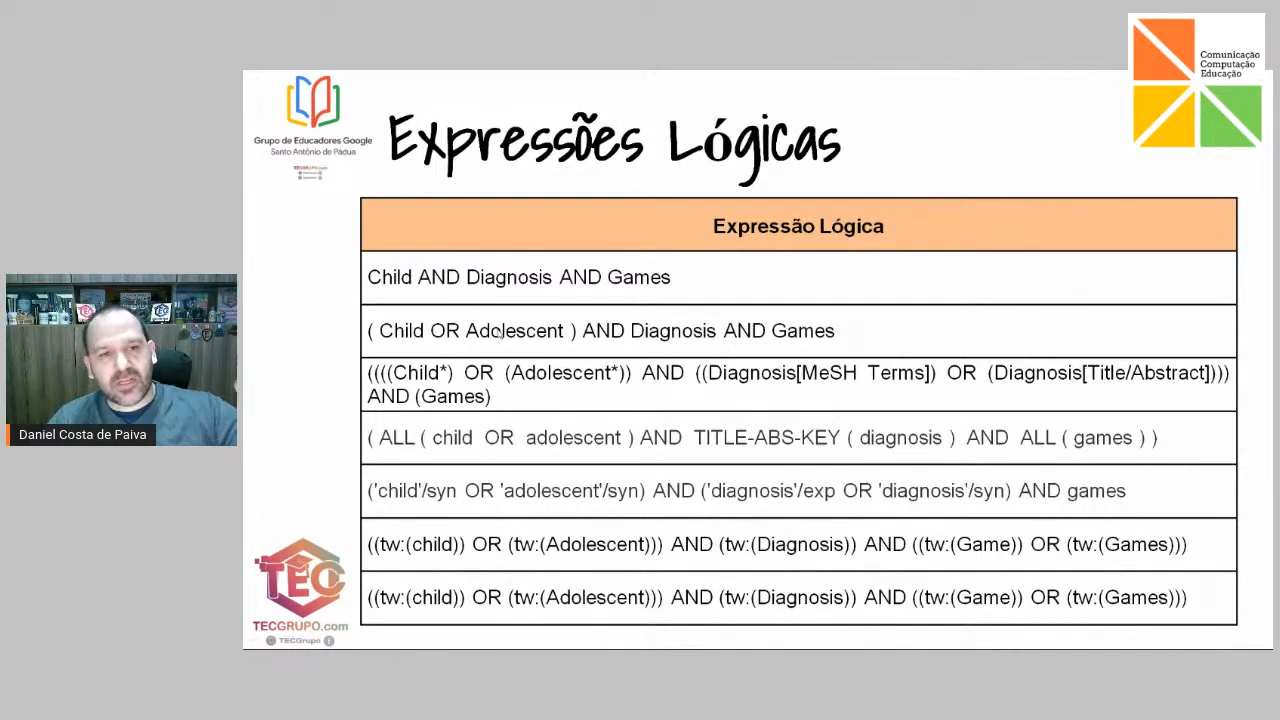 Comunicação
Computação
Educação
Grupo de Educadores Google
Santo Antônio de Pádua
TECGRUPO.com
Expressões Lógicas
Expressão Lógica
Child AND Diagnosis AND Games
( Child OR Adolescent ) AND Diagnosis AND Games
((((Child*) OR (Adolescent*)) AND ((Diagnosis[MeSH Terms]) OR (Diagnosis[Title/Abstract])))
AND (Games)
( ALL ( child OR adolescent ) AND TITLE-ABS-KEY ( diagnosis ) AND ALL ( games ) )
('child'/syn OR 'adolescent'/syn) AND ('diagnosis'/exp OR 'diagnosis'/syn) AND games
((tw:(child)) OR (tw:(Adolescent))) AND (tw:(Diagnosis)) AND ((tw:(Game)) OR (tw:(Games)))
((tw:(child)) OR (tw:(Adolescent))) AND (tw:(Diagnosis)) AND ((tw:(Game)) OR (tw:(Games)))
Daniel Costa de Paiva
TEC
TECGRUPO.com
TECGrupo